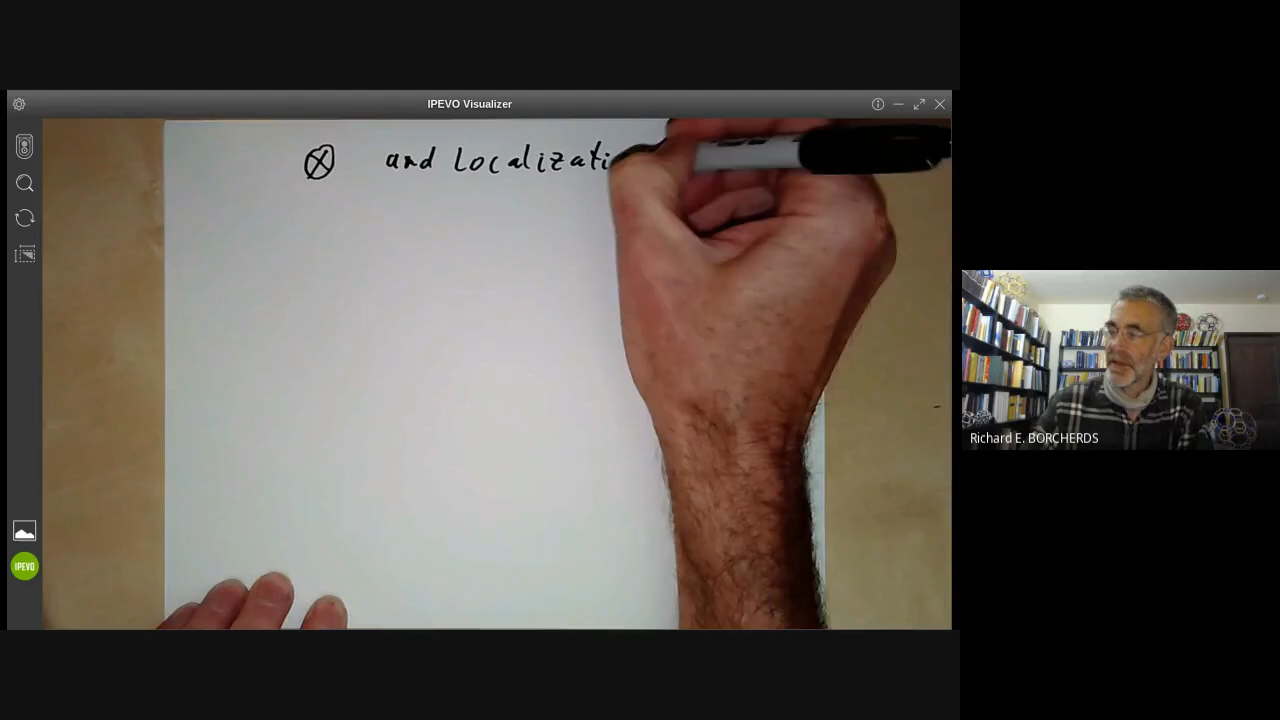 IPEVO Visualizer
⊗ and Localizati
IPEVO
Richard E. BORCHERDS